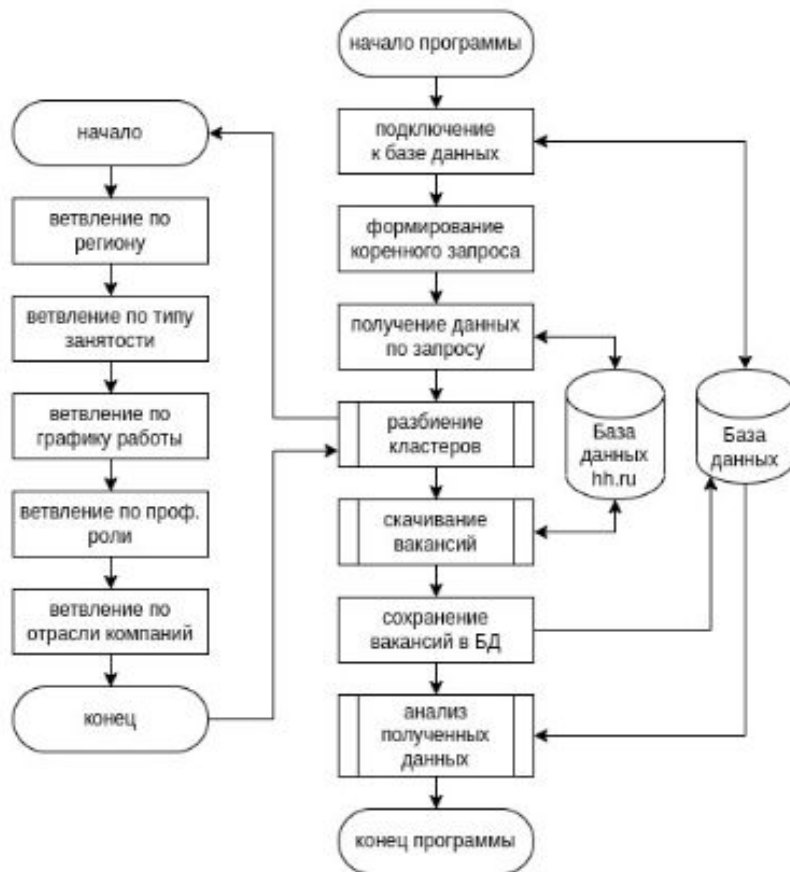 начало программы
начало
подключение
к базе данных
ветвление по
региону
формирование
коренного запроса
ветвление по типу
занятости
получение данных
по запросу
ветвление по
графику работы
разбиение
кластеров
База
данных
hh.ru
База
данных
ветвление по проф.
роли
скачивание
вакансий
ветвление по
отрасли компаний
сохранение
вакансий в БД
конец
анализ
полученных
данных
конец программы